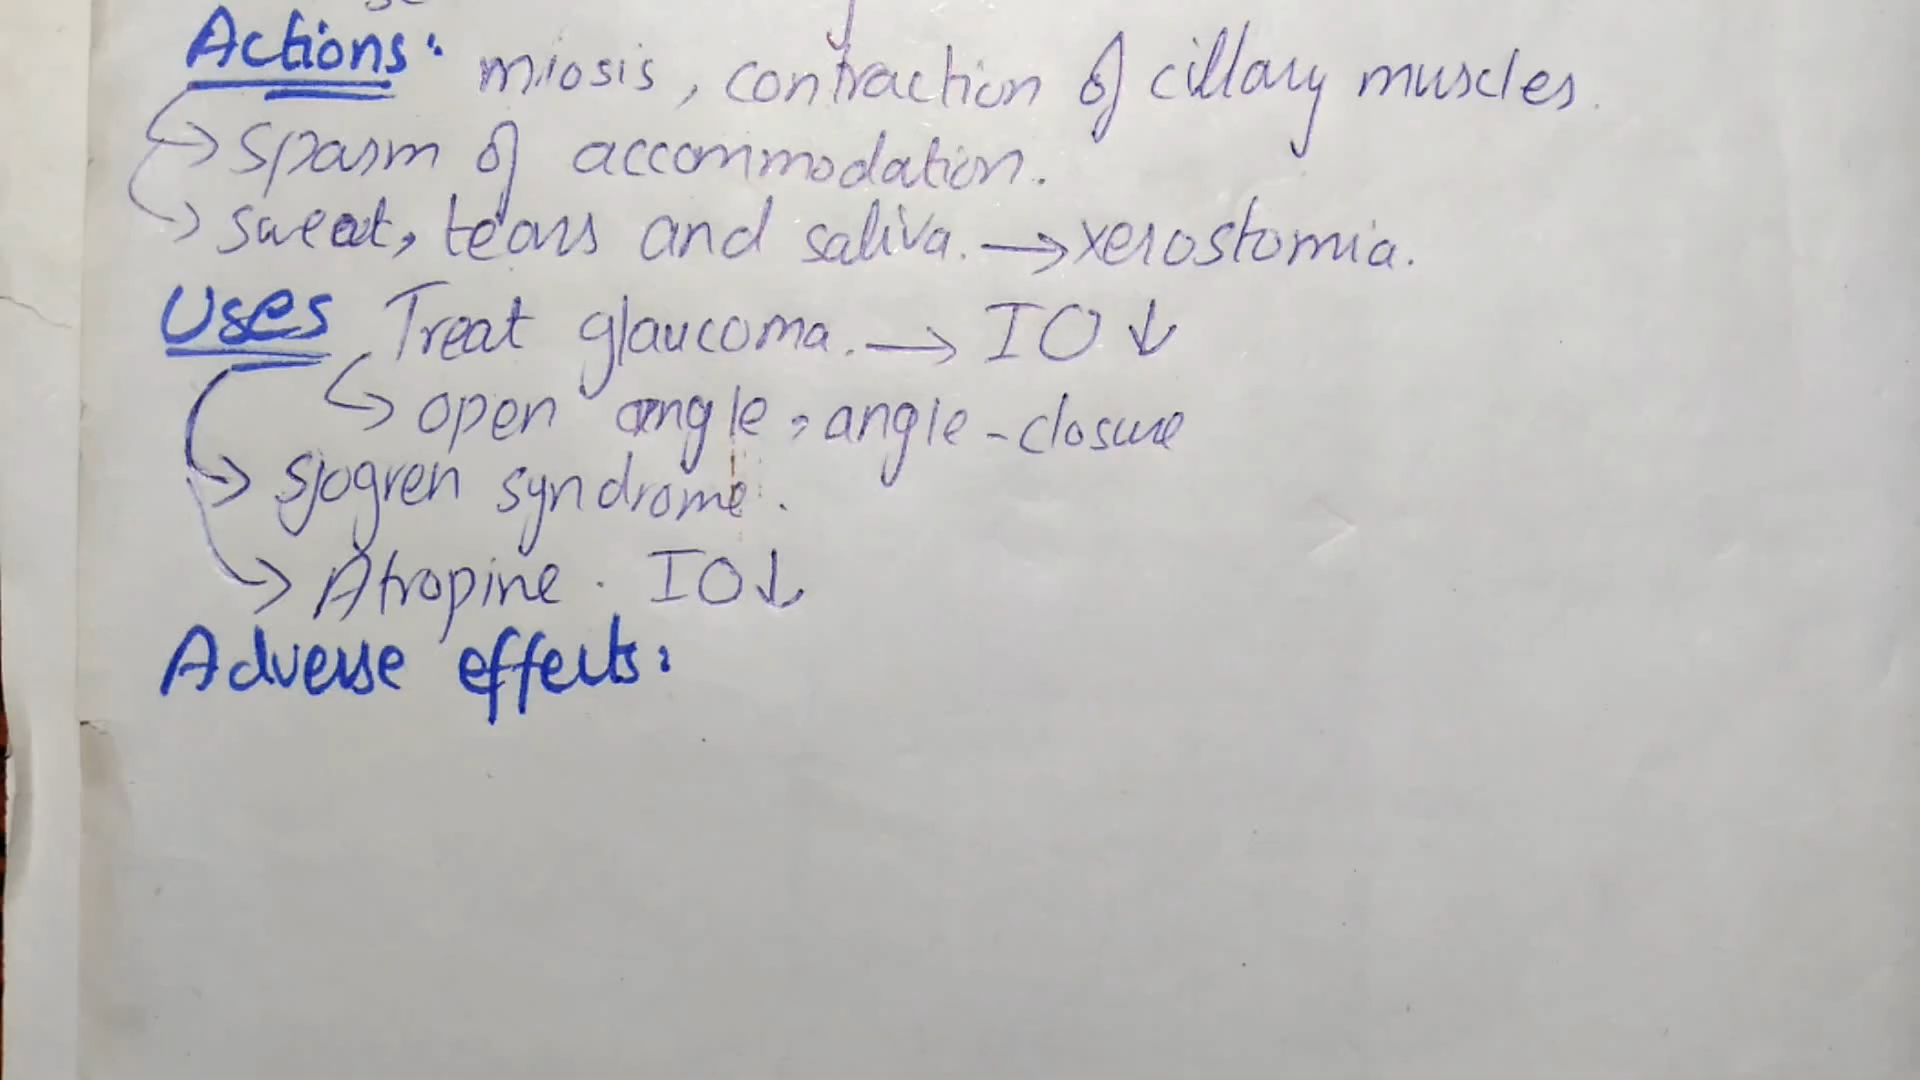 Actions: miosis, contraction of cillary muscles.
→ spasm of accommodation.
→ sweat, tears and saliva. → xerostomia.
Uses Treat glaucoma. → IO ↓
→ open angle, angle-closure
→ sjogren syndrome.
→ Atropine. IO↓
Adverse effects: